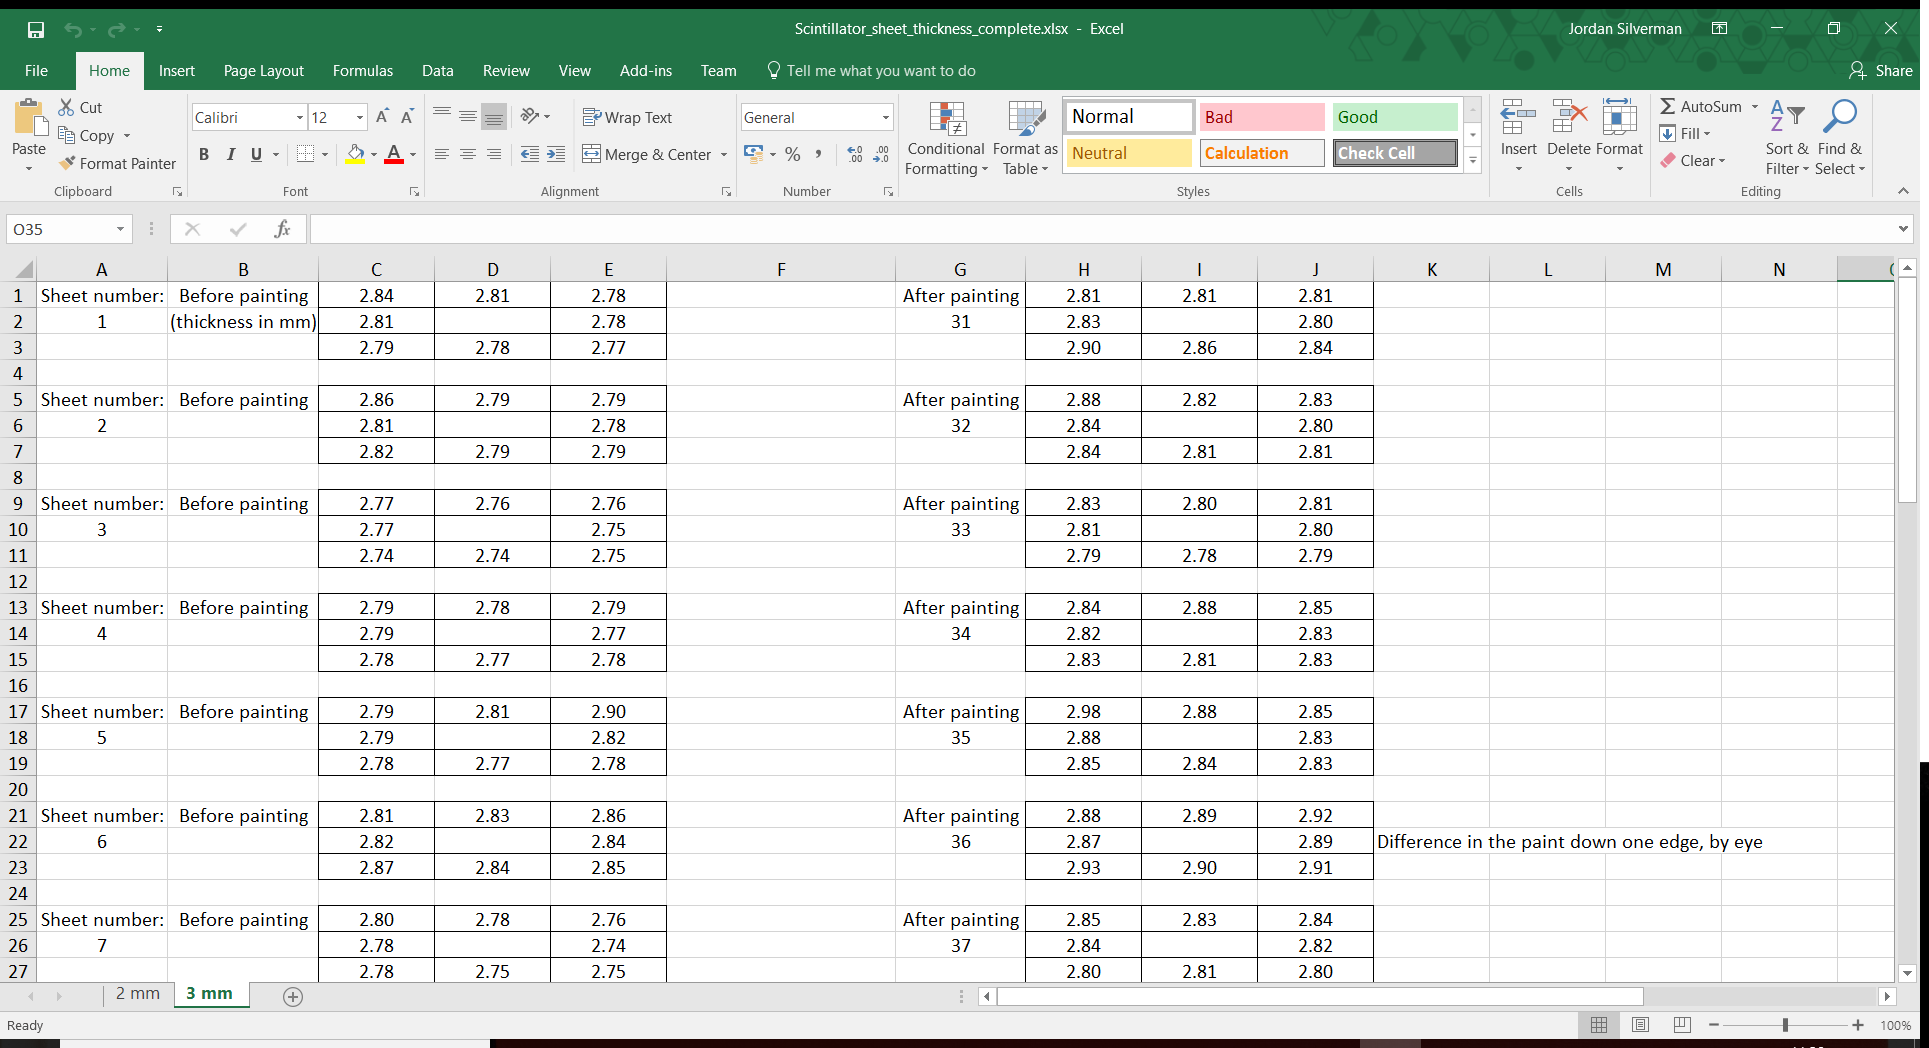 Scintillator_sheet_thickness_complete.xlsx - Excel
Jordan Silverman
File Home Insert Page Layout Formulas Data Review View Add-ins Team Tell me what you want to do Share
Paste
Cut
Copy
Format Painter
Clipboard
Calibri 12
B I U
Font
Wrap Text
Merge & Center
Alignment
General
Number
Conditional Formatting
Format as Table
Normal Bad Good
Neutral Calculation Check Cell
Styles
Insert Delete Format
Cells
AutoSum
Fill
Clear
Sort & Filter
Find & Select
Editing
O35
fx
A B C D E F G H I J K L M N
1 Sheet number: Before painting 2.84 2.81 2.78 After painting 2.81 2.81 2.81
2 1 (thickness in mm) 2.81 2.78 31 2.83 2.80
3 2.79 2.78 2.77 2.90 2.86 2.84
4
5 Sheet number: Before painting 2.86 2.79 2.79 After painting 2.88 2.82 2.83
6 2 2.81 2.78 32 2.84 2.80
7 2.82 2.79 2.79 2.84 2.81 2.81
8
9 Sheet number: Before painting 2.77 2.76 2.76 After painting 2.83 2.80 2.81
10 3 2.77 2.75 33 2.81 2.80
11 2.74 2.74 2.75 2.79 2.78 2.79
12
13 Sheet number: Before painting 2.79 2.78 2.79 After painting 2.84 2.88 2.85
14 4 2.79 2.77 34 2.82 2.83
15 2.78 2.77 2.78 2.83 2.81 2.83
16
17 Sheet number: Before painting 2.79 2.81 2.90 After painting 2.98 2.88 2.85
18 5 2.79 2.82 35 2.88 2.83
19 2.78 2.77 2.78 2.85 2.84 2.83
20
21 Sheet number: Before painting 2.81 2.83 2.86 After painting 2.88 2.89 2.92
22 6 2.82 2.84 36 2.87 2.89 Difference in the paint down one edge, by eye
23 2.87 2.84 2.85 2.93 2.90 2.91
24
25 Sheet number: Before painting 2.80 2.78 2.76 After painting 2.85 2.83 2.84
26 7 2.78 2.74 37 2.84 2.82
27 2.78 2.75 2.75 2.80 2.81 2.80
2 mm 3 mm
Ready
100%